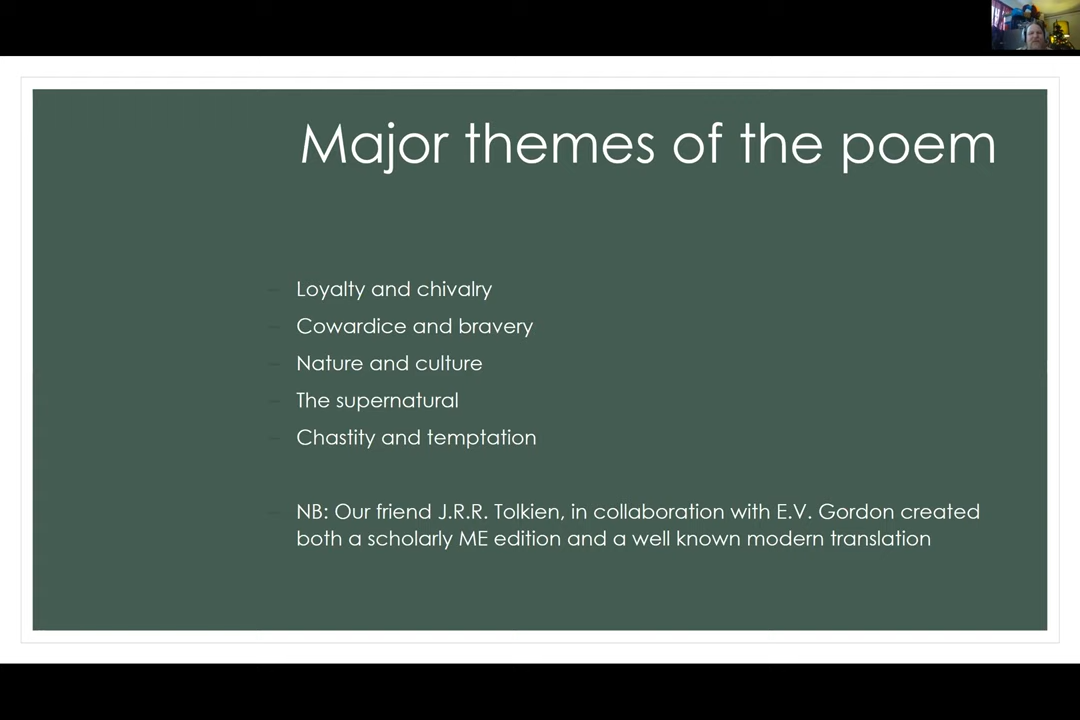 Major themes of the poem
– Loyalty and chivalry
– Cowardice and bravery
– Nature and culture
– The supernatural
– Chastity and temptation
– NB: Our friend J.R.R. Tolkien, in collaboration with E.V. Gordon created
both a scholarly ME edition and a well known modern translation